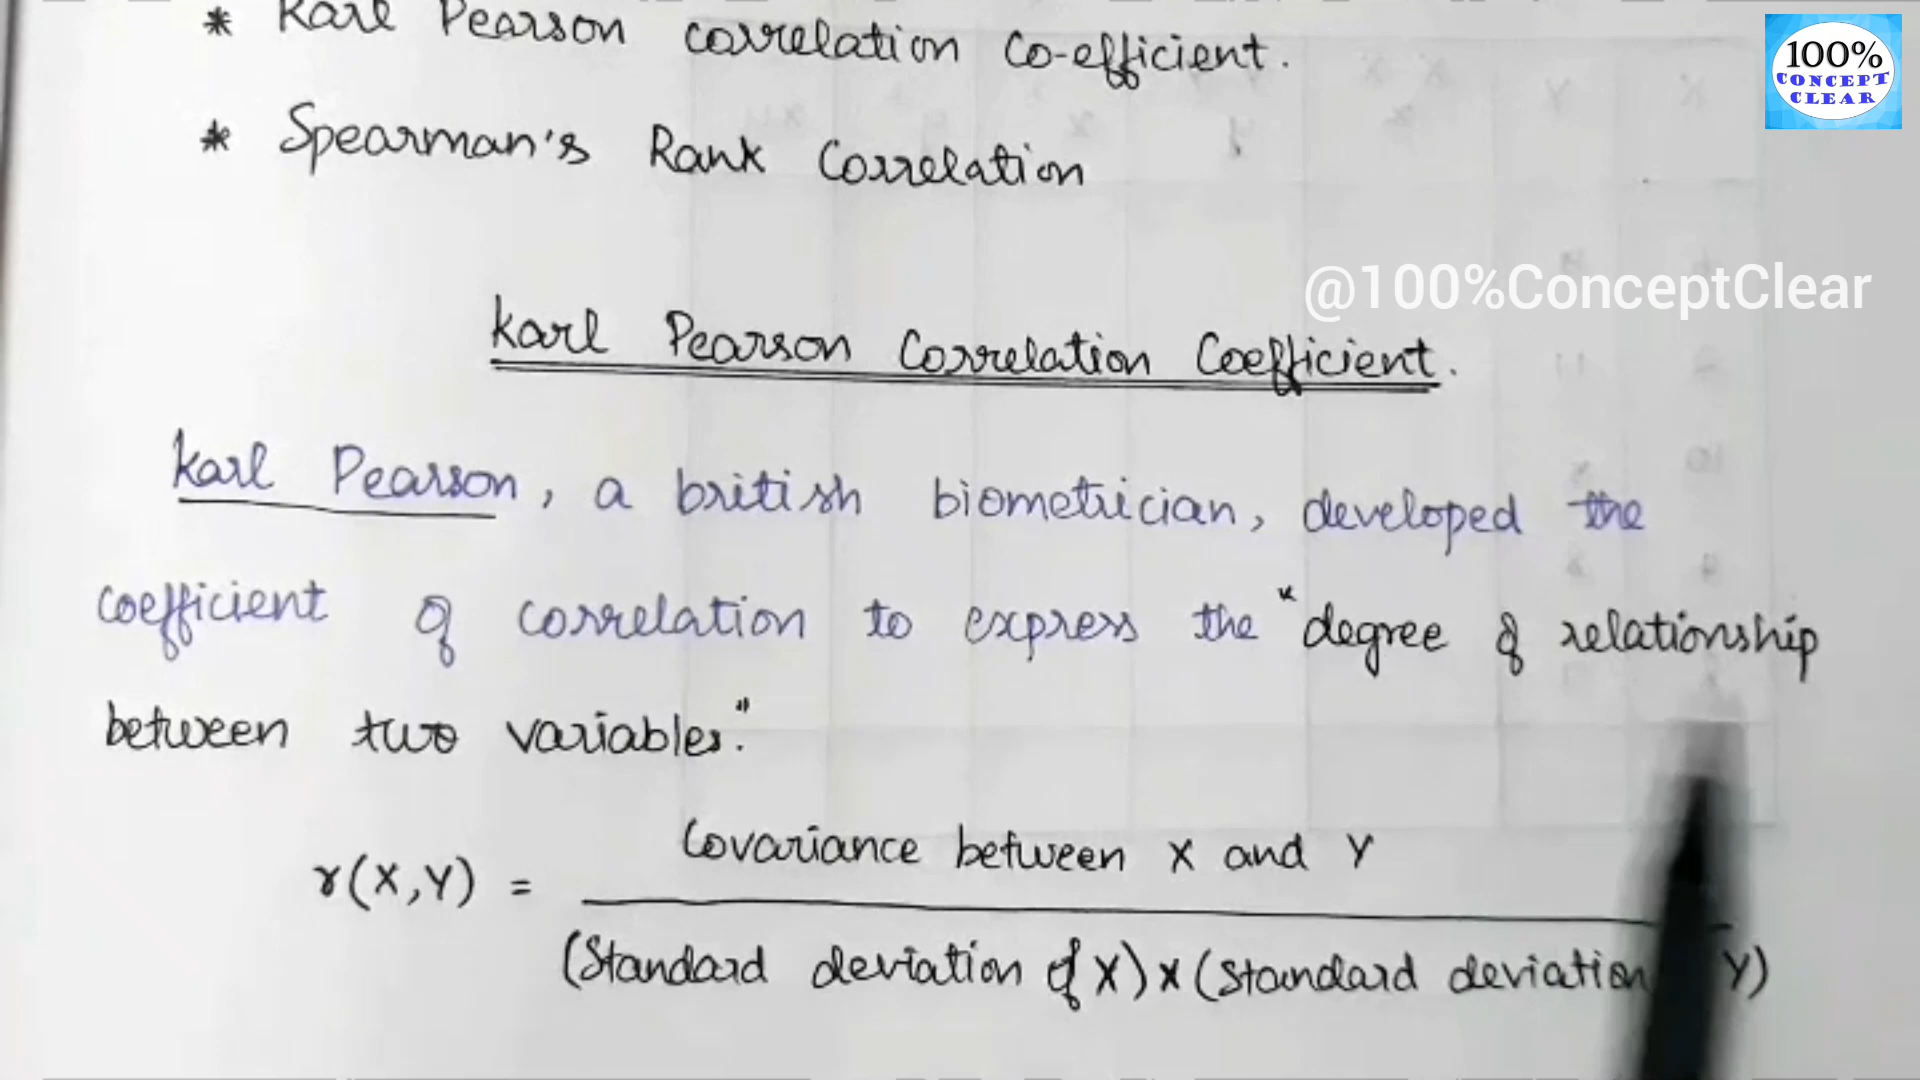 * Karl Pearson correlation Co-efficient.
* Spearman's Rank Correlation
100%
CONCEPT
CLEAR
@100%ConceptClear
Karl Pearson Correlation Coefficient.
Karl Pearson, a british biometrician, developed the
coefficient of correlation to express the "degree of relationship
between two variables."
Covariance between X and Y
r(X,Y) =
(Standard deviation of X) x (Standard deviation Y)